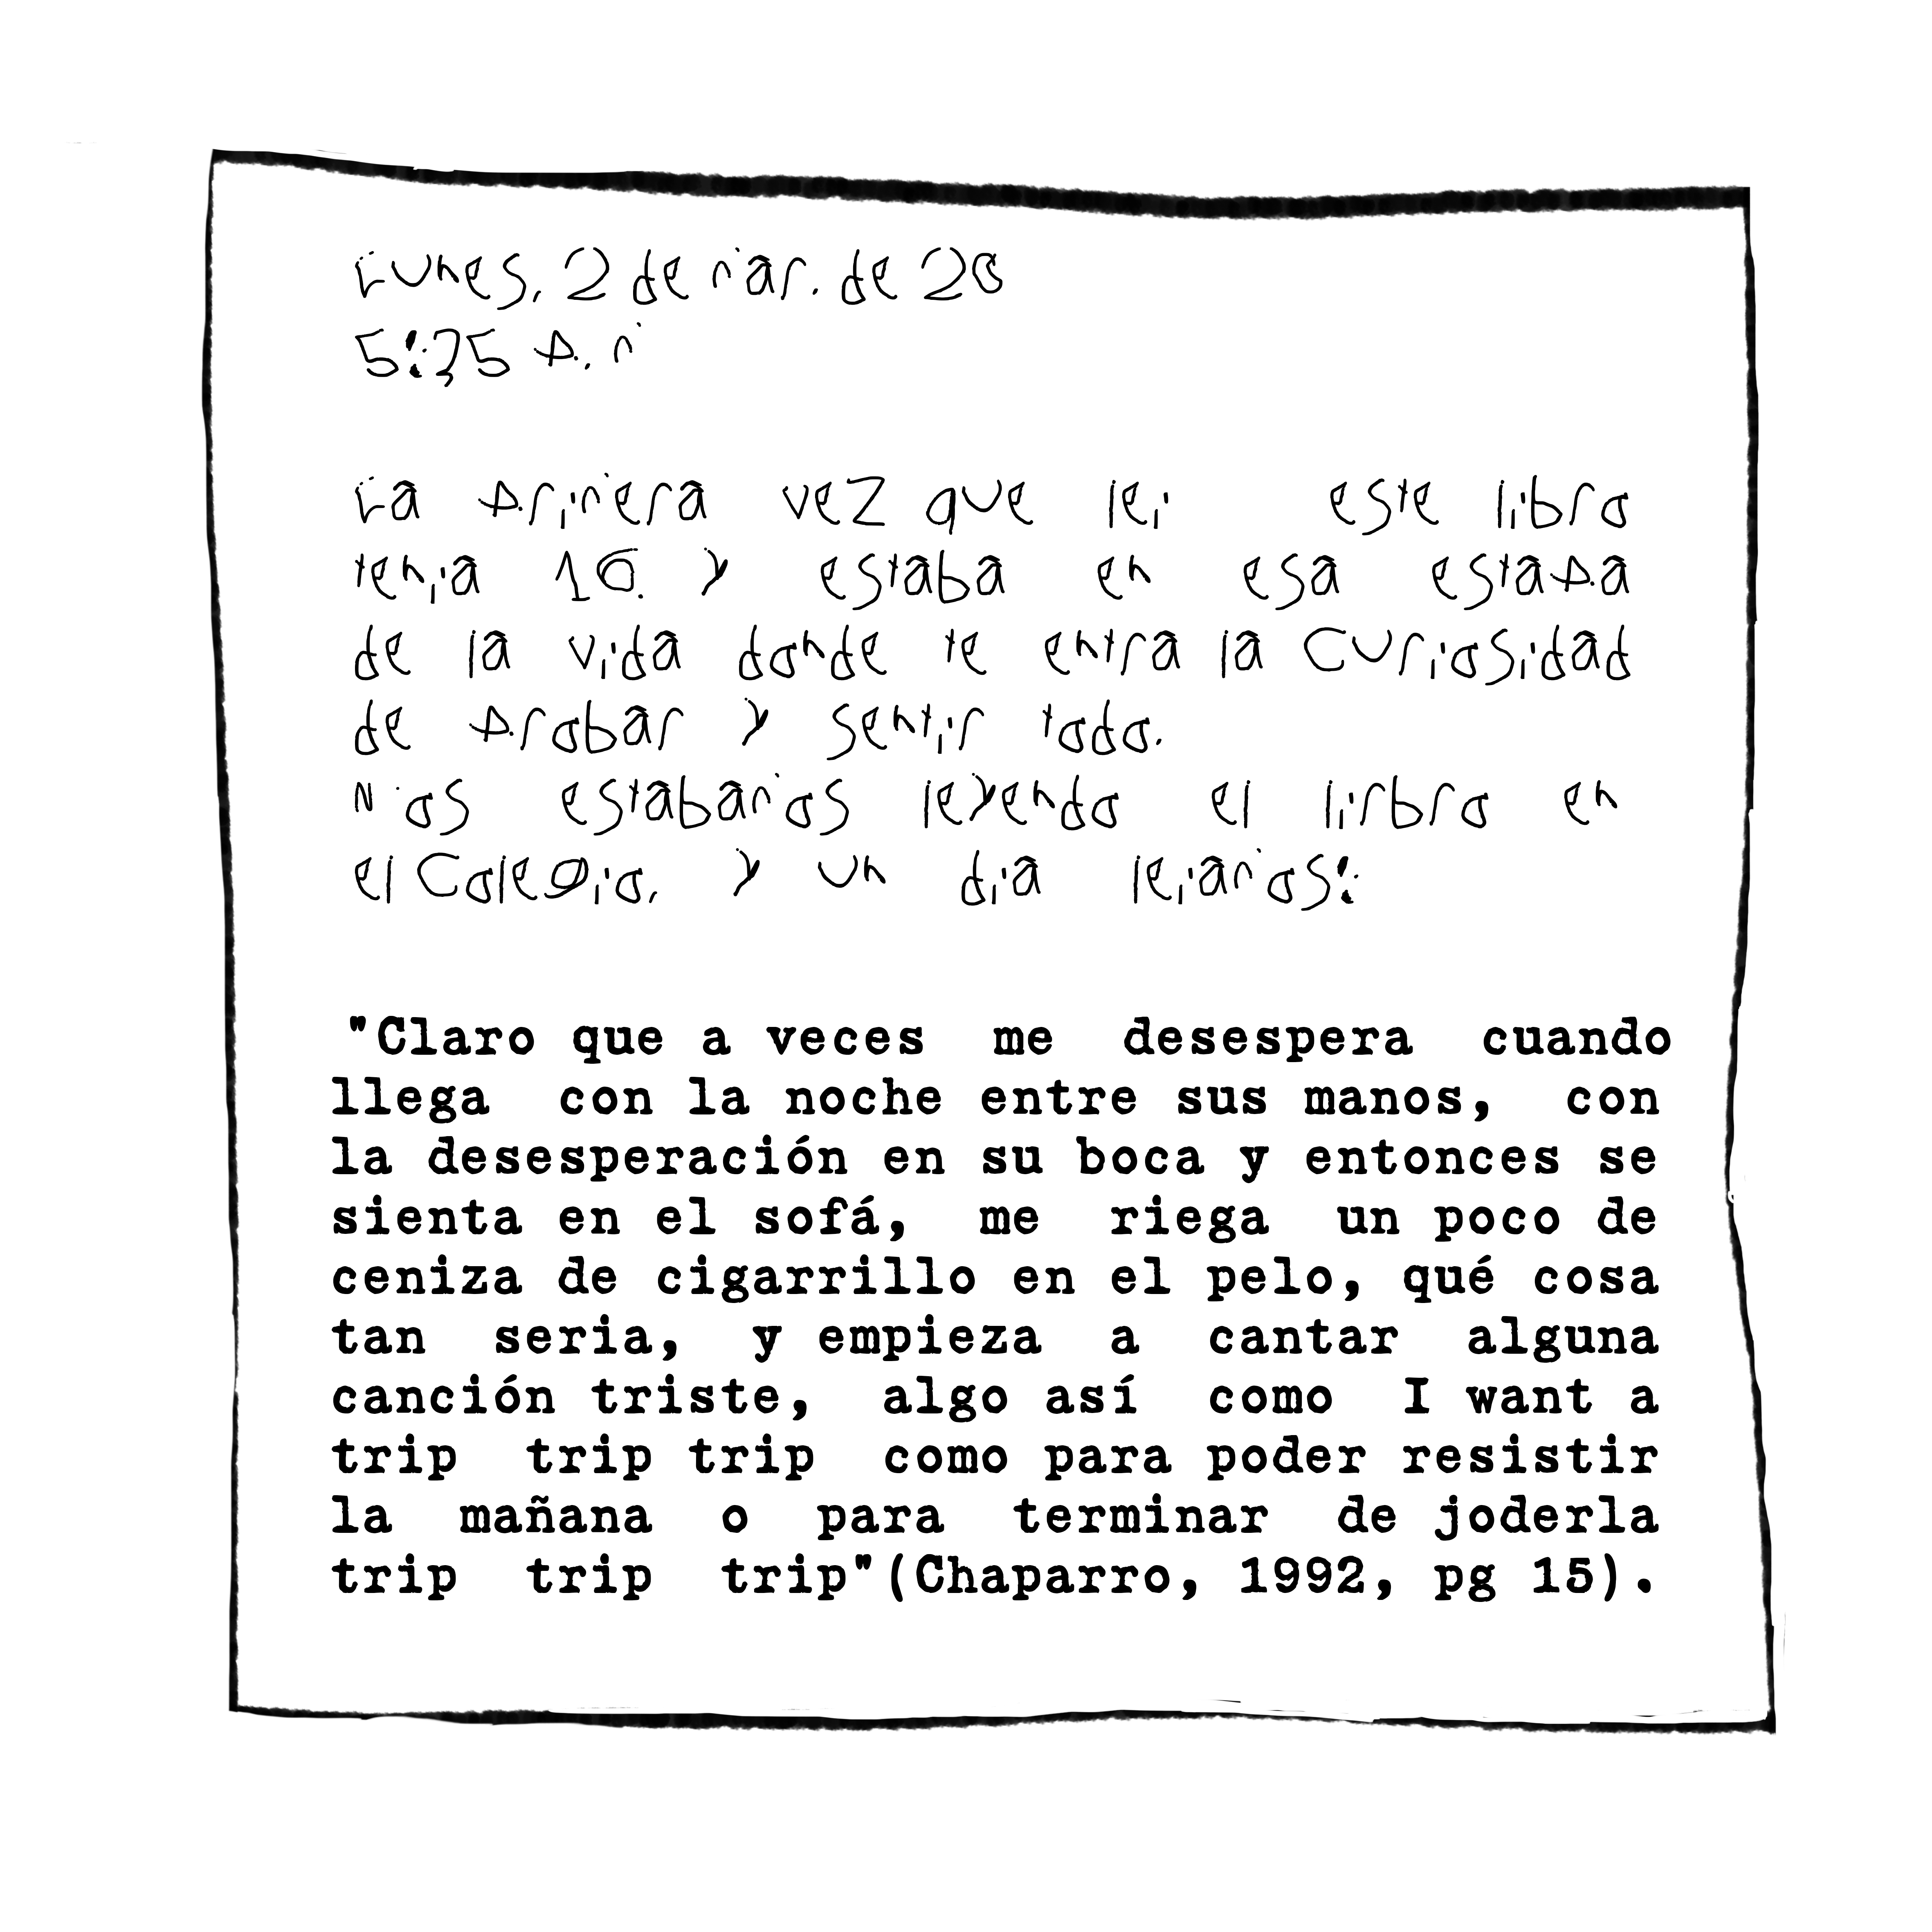 Lunes, 2 de mar. de 20
5:35 P.m
La primera vez que lei este libro
tenia 16 y estaba en esa estapa
de la vida donde te entra la curiosidad
de probar y sentir todo.
Nos estabamos leyendo el lirbro en
el Colegio, y un dia leiamos:
"Claro que a veces me desespera cuando
llega con la noche entre sus manos, con
la desesperación en su boca y entonces se
sienta en el sofá, me riega un poco de
ceniza de cigarrillo en el pelo, qué cosa
tan seria, y empieza a cantar alguna
canción triste, algo así como I want a
trip trip trip como para poder resistir
la mañana o para terminar de joderla
trip trip trip"(Chaparro, 1992, pg 15).